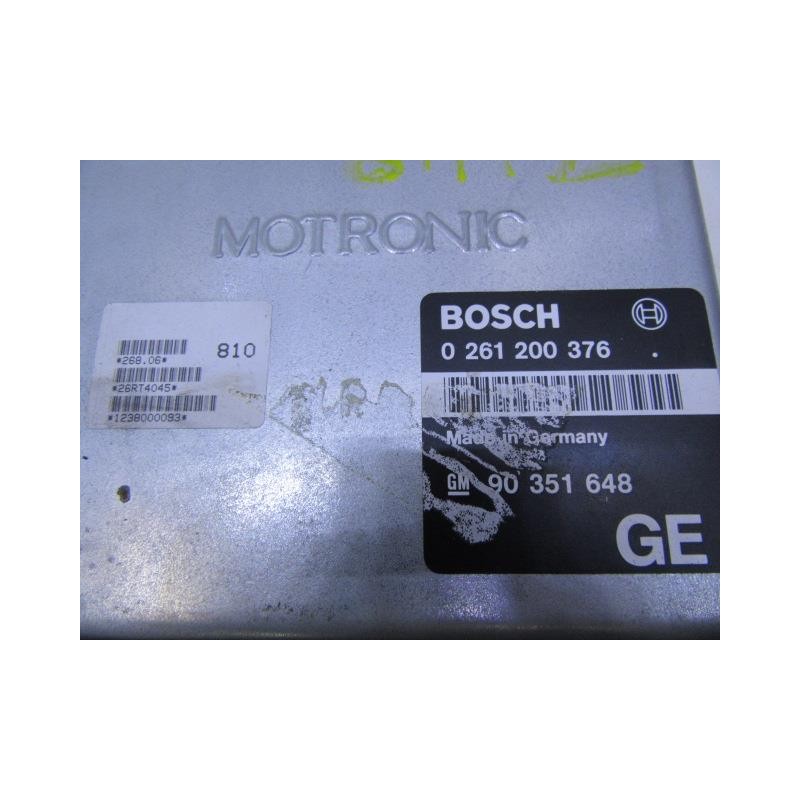 MOTRONIC
*268.06*
810
*26RT4045*
*1238000093*
BOSCH
0 261 200 376 .
Made in Germany
GM 90 351 648
GE